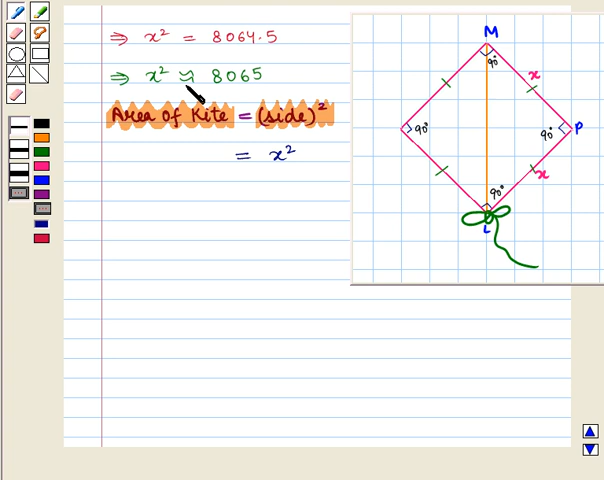 ⇒ x² = 8064.5
⇒ x² ≈ 8065
Area of Kite = (side)²
= x²
M
90°
x
90°
90°
P
x
90°
L